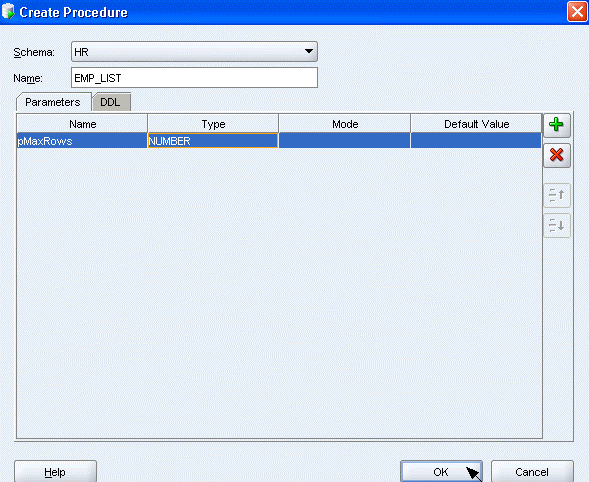 Create Procedure
Schema: HR
Name: EMP_LIST
Parameters DDL
Name Type Mode Default Value
pMaxRows NUMBER
Help OK Cancel